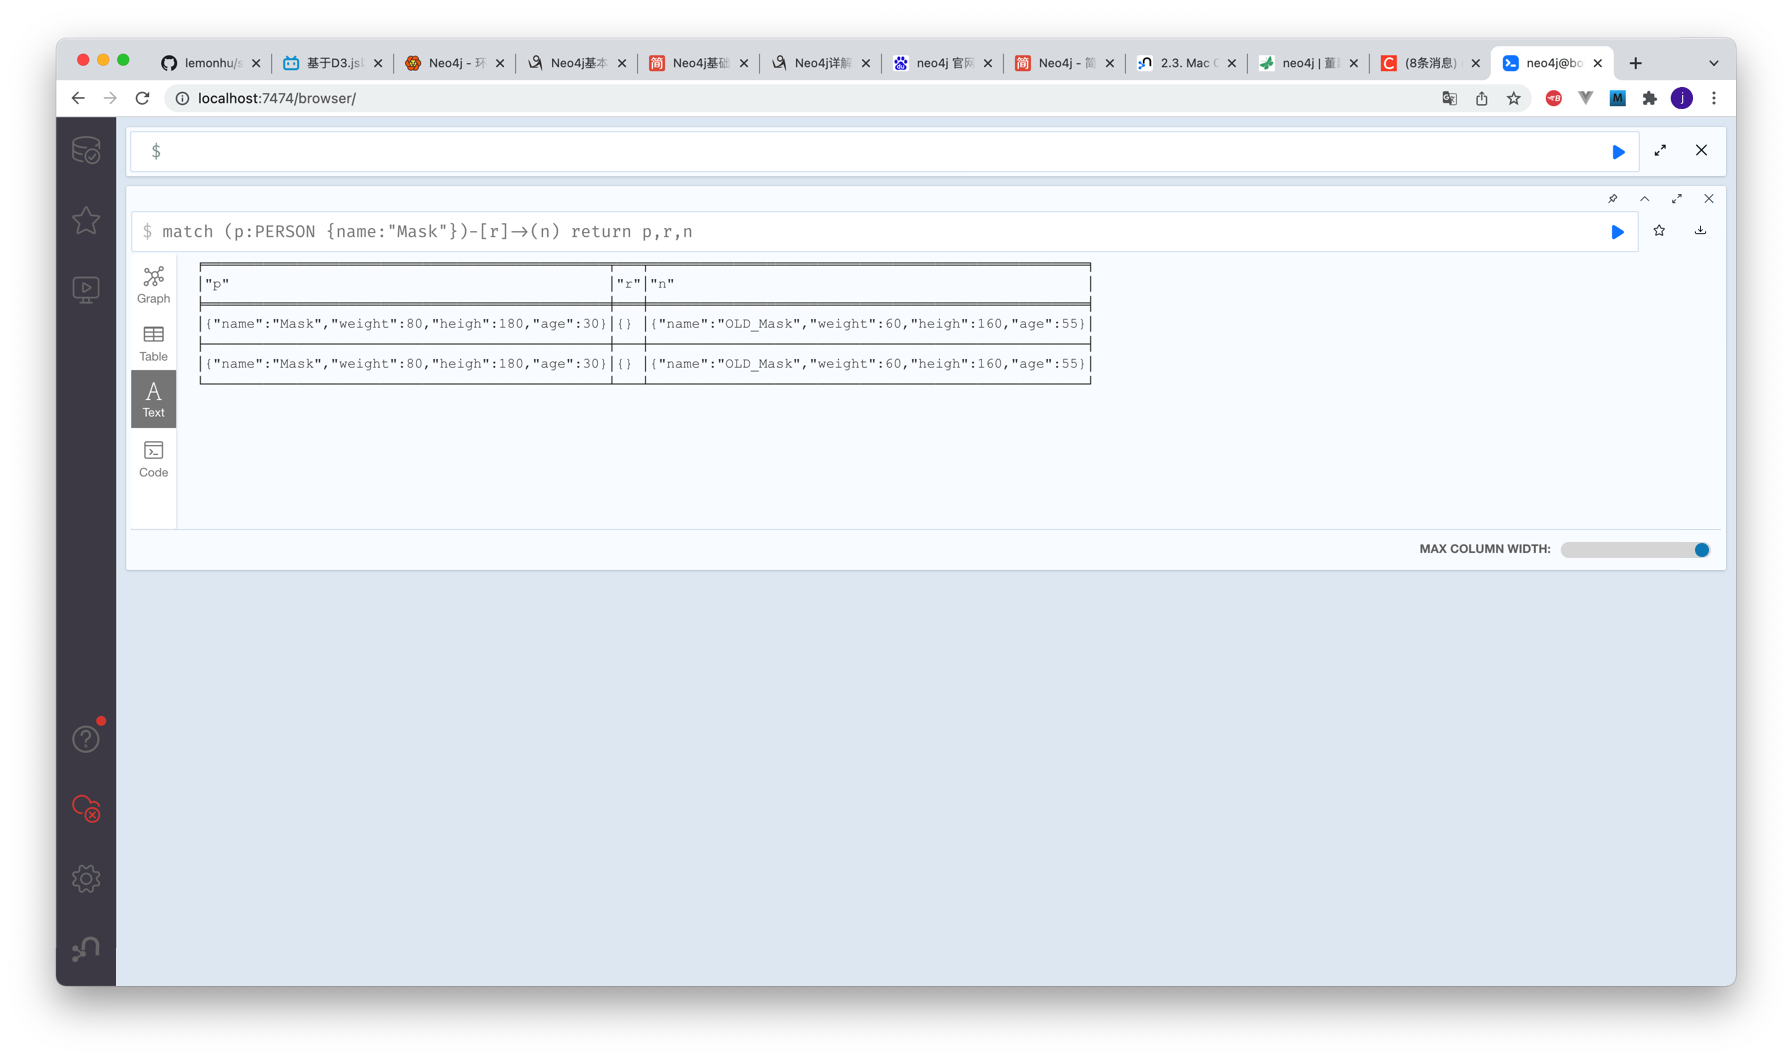 lemonhu/s
基于D3.js
Neo4j - 环
Neo4j基本
Neo4j基础
Neo4j详解
neo4j 官网
Neo4j - 简
2.3. Mac
neo4j |
(8条消息)
neo4j@bo
localhost:7474/browser/
j
$
$ match (p:PERSON {name:"Mask"})-[r]->(n) return p,r,n
Graph
Table
Text
Code
"p" "r" "n"
{"name":"Mask","weight":80,"heigh":180,"age":30} {} {"name":"OLD_Mask","weight":60,"heigh":160,"age":55}
{"name":"Mask","weight":80,"heigh":180,"age":30} {} {"name":"OLD_Mask","weight":60,"heigh":160,"age":55}
MAX COLUMN WIDTH: